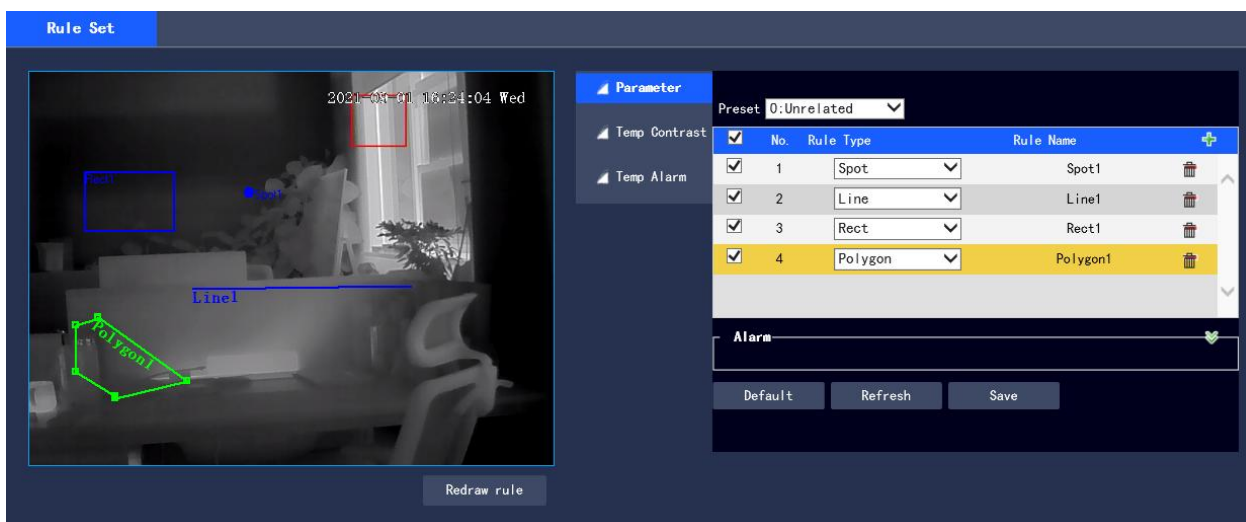 Rule Set
2021-09-01 16:24:04 Wed
Rect1
Spot1
Line1
Polygon1
Redraw rule
Parameter
Temp Contrast
Temp Alarm
Preset 0:Unrelated
No. Rule Type Rule Name
1 Spot Spot1
2 Line Line1
3 Rect Rect1
4 Polygon Polygon1
Alarm
Default Refresh Save